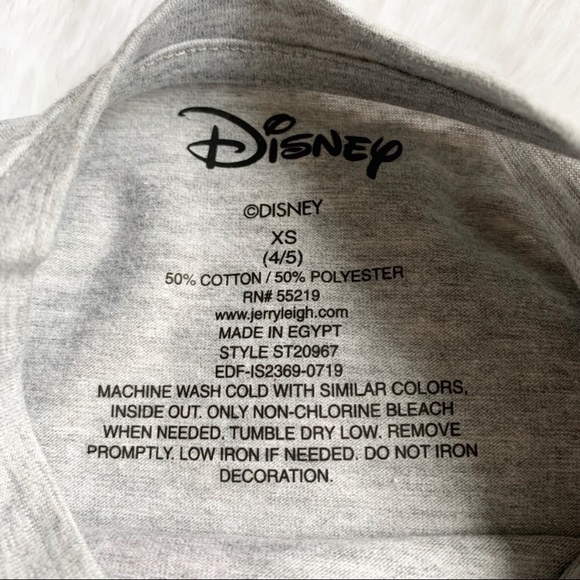 Disney
©DISNEY
XS
(4/5)
50% COTTON / 50% POLYESTER
RN# 55219
www.jerryleigh.com
MADE IN EGYPT
STYLE ST20967
EDF-IS2369-0719
MACHINE WASH COLD WITH SIMILAR COLORS,
INSIDE OUT. ONLY NON-CHLORINE BLEACH
WHEN NEEDED. TUMBLE DRY LOW. REMOVE
PROMPTLY. LOW IRON IF NEEDED. DO NOT IRON
DECORATION.